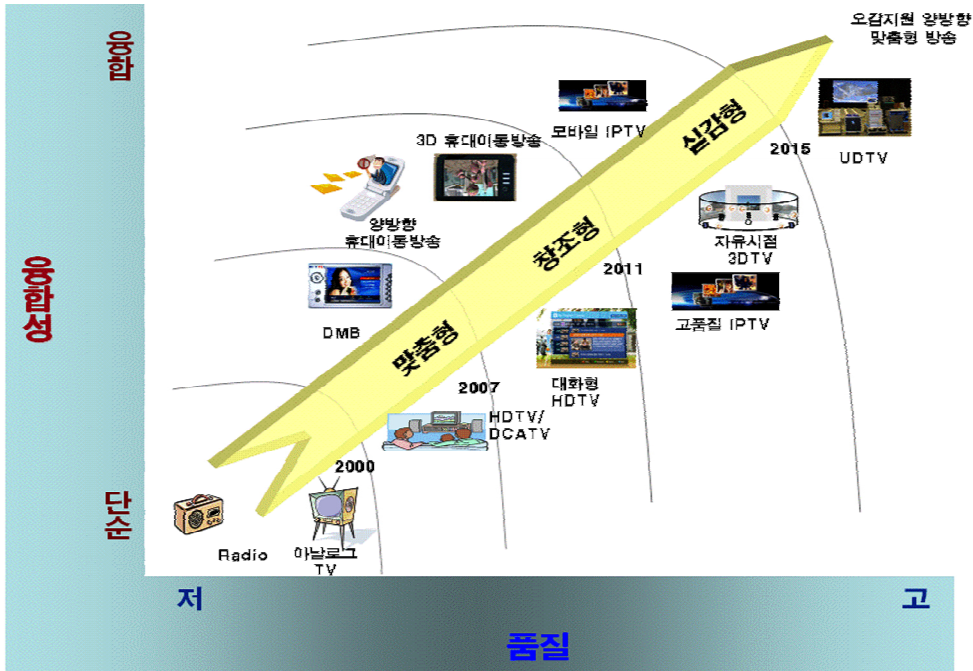 오감지원 양방향
맞춤형 방송
융합
실감형
3D 휴대이동방송
모바일 IPTV
2015
UDTV
양방향
휴대이동방송
창조형
자유시점
3DTV
2011
융합성
DMB
고품질 IPTV
맞춤형
2007
대화형
HDTV
HDTV/
DCATV
2000
단순
Radio
아날로그
TV
저
고
품질